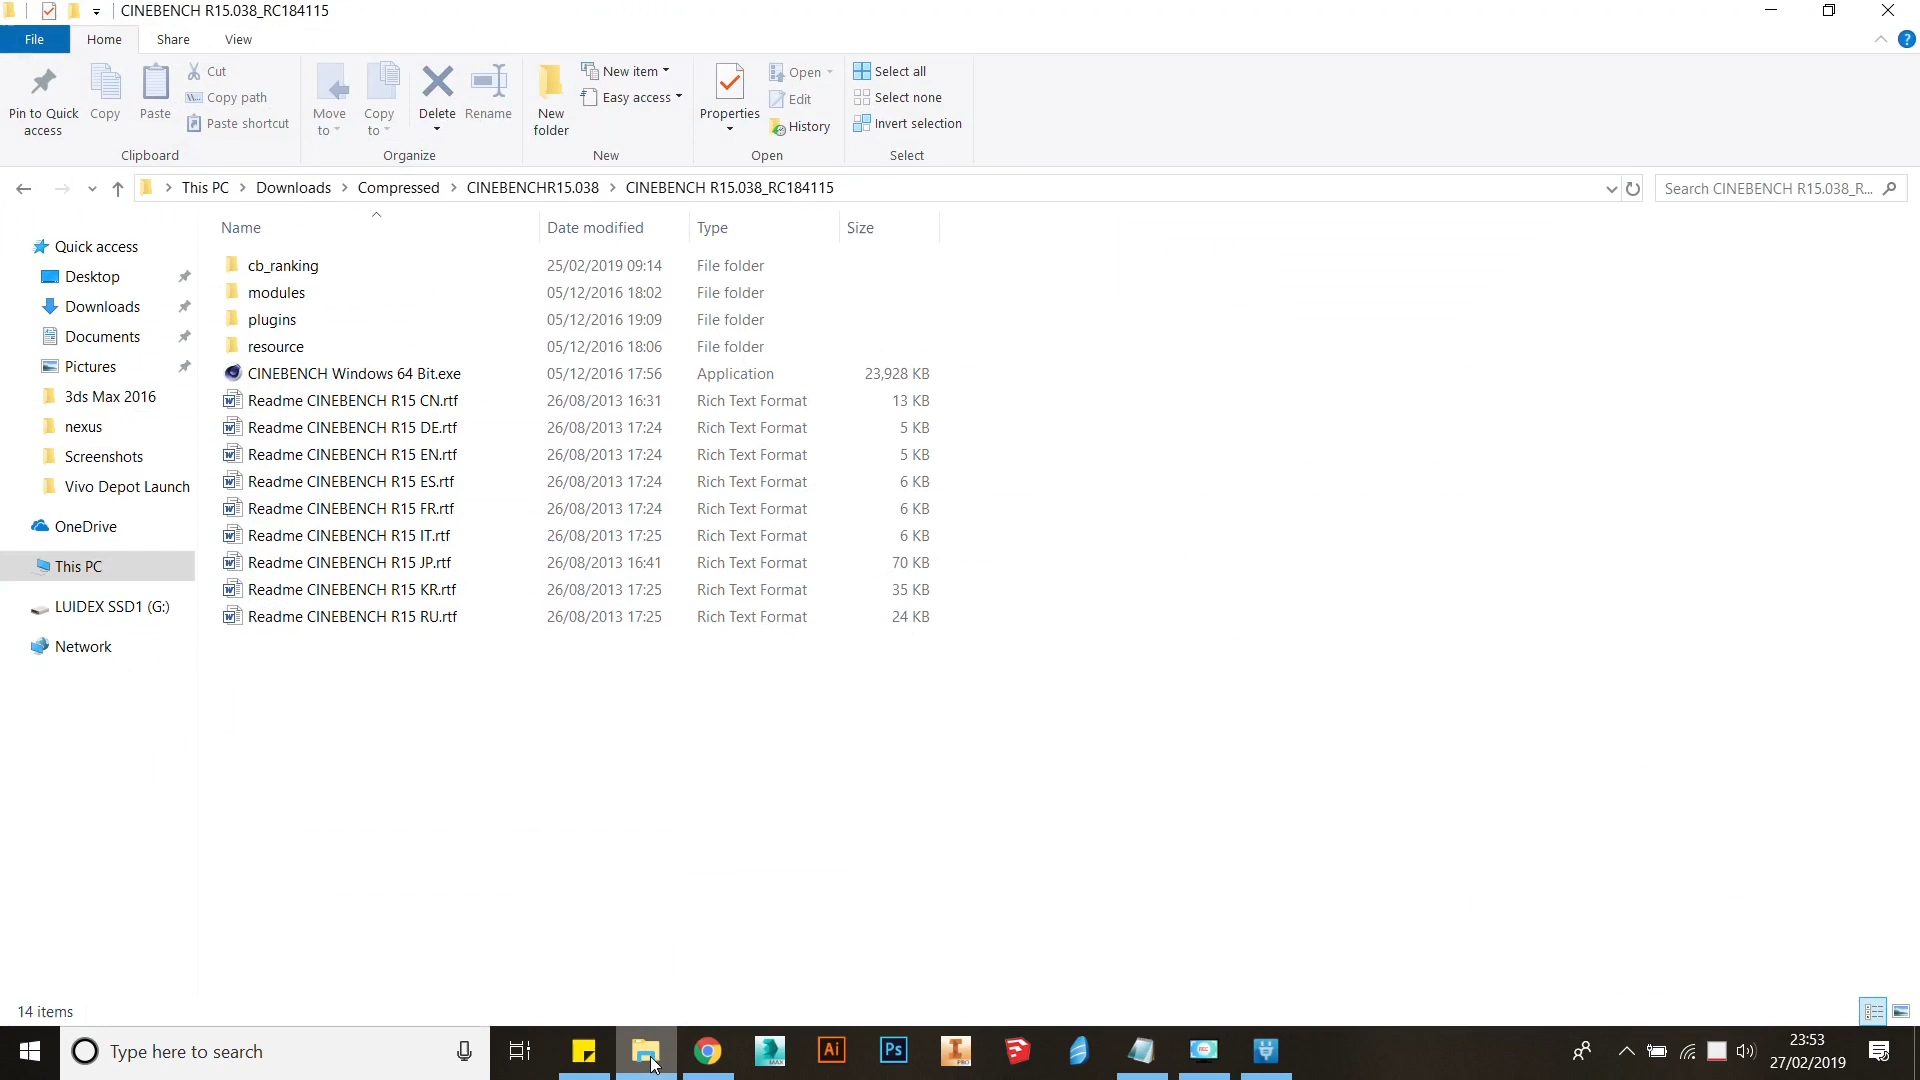 CINEBENCH R15.038_RC184115
File Home Share View
Pin to Quick access
Copy
Paste
Cut
Copy path
Paste shortcut
Clipboard
Move to
Copy to
Delete
Rename
Organize
New folder
New item
Easy access
New
Properties
Open
Edit
History
Open
Select all
Select none
Invert selection
Select
This PC > Downloads > Compressed > CINEBENCHR15.038 > CINEBENCH R15.038_RC184115
Search CINEBENCH R15.038_R...
Quick access
Desktop
Downloads
Documents
Pictures
3ds Max 2016
nexus
Screenshots
Vivo Depot Launch
OneDrive
This PC
LUIDEX SSD1 (G:)
Network
Name Date modified Type Size
cb_ranking 25/02/2019 09:14 File folder
modules 05/12/2016 18:02 File folder
plugins 05/12/2016 19:09 File folder
resource 05/12/2016 18:06 File folder
CINEBENCH Windows 64 Bit.exe 05/12/2016 17:56 Application 23,928 KB
Readme CINEBENCH R15 CN.rtf 26/08/2013 16:31 Rich Text Format 13 KB
Readme CINEBENCH R15 DE.rtf 26/08/2013 17:24 Rich Text Format 5 KB
Readme CINEBENCH R15 EN.rtf 26/08/2013 17:24 Rich Text Format 5 KB
Readme CINEBENCH R15 ES.rtf 26/08/2013 17:24 Rich Text Format 6 KB
Readme CINEBENCH R15 FR.rtf 26/08/2013 17:24 Rich Text Format 6 KB
Readme CINEBENCH R15 IT.rtf 26/08/2013 17:25 Rich Text Format 6 KB
Readme CINEBENCH R15 JP.rtf 26/08/2013 16:41 Rich Text Format 70 KB
Readme CINEBENCH R15 KR.rtf 26/08/2013 17:25 Rich Text Format 35 KB
Readme CINEBENCH R15 RU.rtf 26/08/2013 17:25 Rich Text Format 24 KB
14 items
Type here to search
MAX
Ai
Ps
I
PRO
23:53
27/02/2019